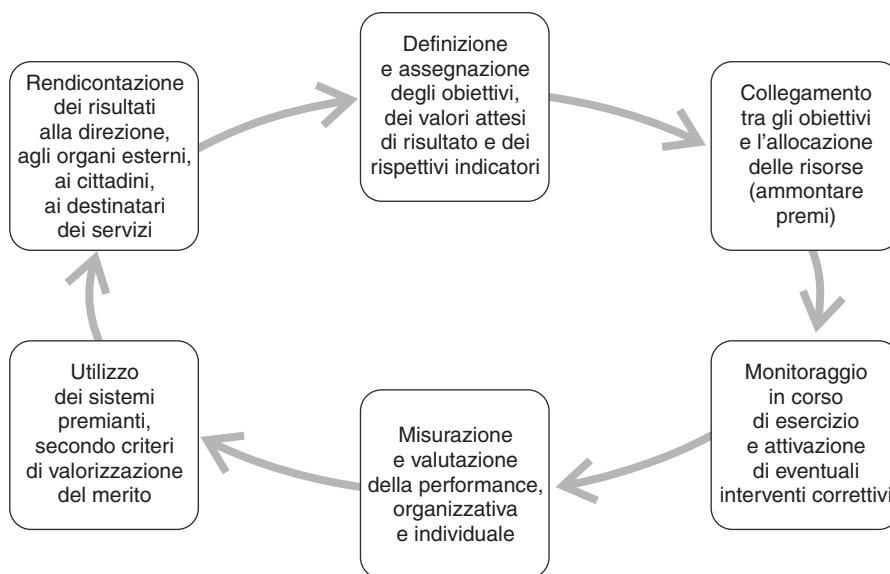 Definizione
e assegnazione
degli obiettivi,
dei valori attesi
di risultato e dei
rispettivi indicatori
Collegamento
tra gli obiettivi
e l'allocazione
delle risorse
(ammontare
premi)
Monitoraggio
in corso
di esercizio
e attivazione
di eventuali
interventi correttivi
Misurazione
e valutazione
della performance,
organizzativa
e individuale
Utilizzo
dei sistemi
premianti,
secondo criteri
di valorizzazione
del merito
Rendicontazione
dei risultati
alla direzione,
agli organi esterni,
ai cittadini,
ai destinatari
dei servizi